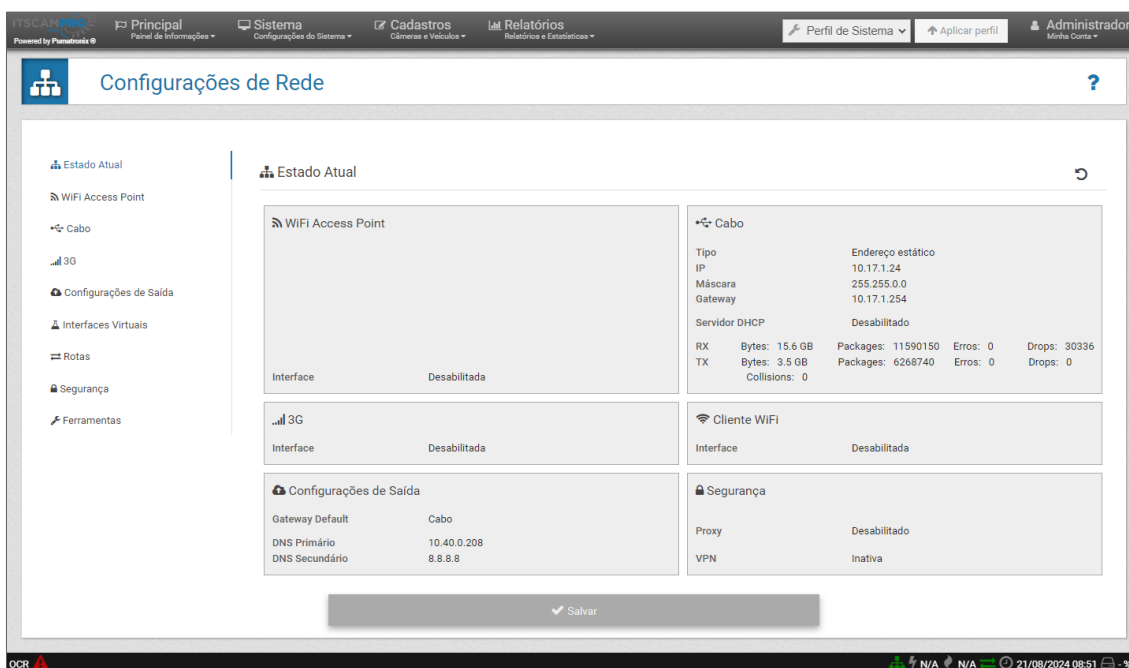 ITSCAMPRO
Powered by Pumatronix ®
Principal
Painel de Informações
Sistema
Configurações do Sistema
Cadastros
Câmeras e Veículos
Relatórios
Relatórios e Estatísticas
Perfil de Sistema
Aplicar perfil
Administrador
Minha Conta
Configurações de Rede
?
Estado Atual
WiFi Access Point
Cabo
3G
Configurações de Saída
Interfaces Virtuais
Rotas
Segurança
Ferramentas
Estado Atual
WiFi Access Point
Interface Desabilitada
Cabo
Tipo Endereço estático
IP 10.17.1.24
Máscara 255.255.0.0
Gateway 10.17.1.254
Servidor DHCP Desabilitado
RX Bytes: 15.6 GB Packages: 11590150 Erros: 0 Drops: 30336
TX Bytes: 3.5 GB Packages: 6268740 Erros: 0 Drops: 0
Collisions: 0
3G
Interface Desabilitada
Cliente WiFi
Interface Desabilitada
Configurações de Saída
Gateway Default Cabo
DNS Primário 10.40.0.208
DNS Secundário 8.8.8.8
Segurança
Proxy Desabilitado
VPN Inativa
Salvar
OCR N/A N/A 21/08/2024 08:51 - %